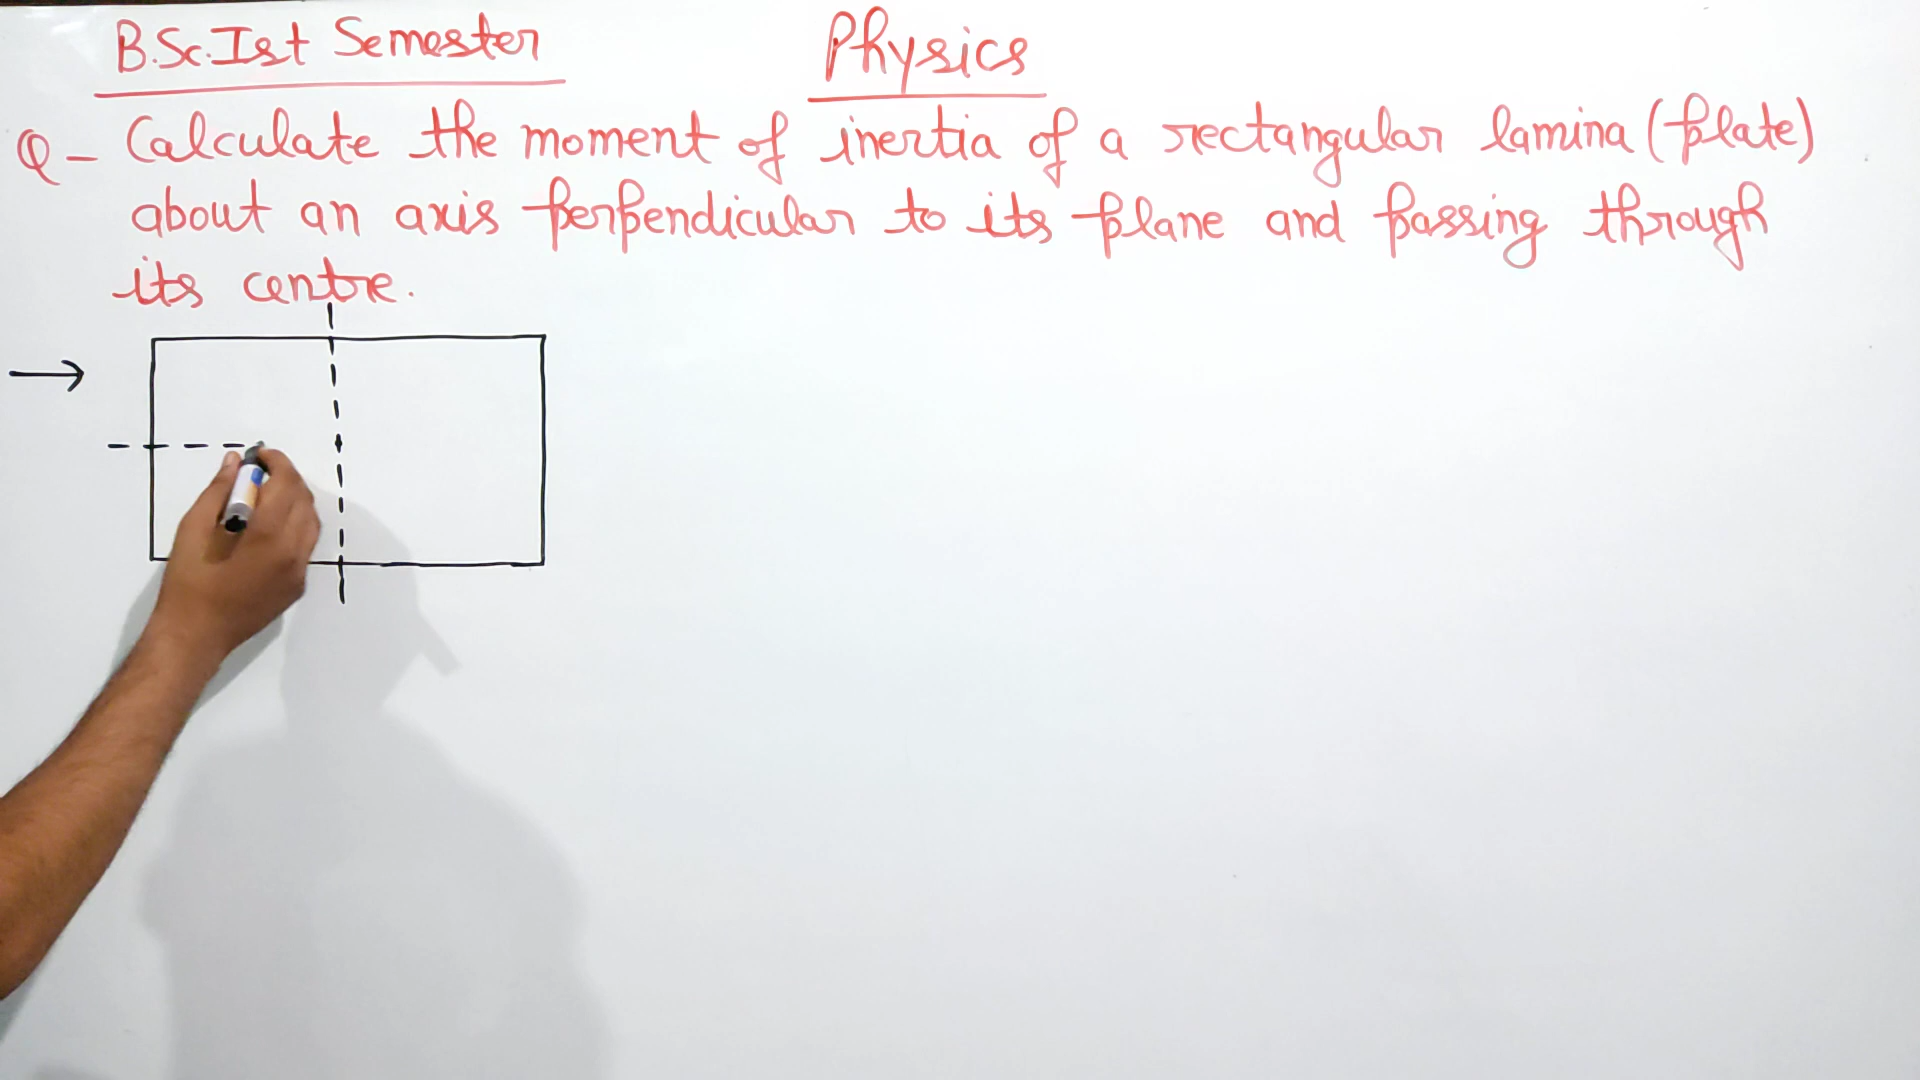 B.Sc.Ist Semester
Physics
Q- Calculate the moment of inertia of a rectangular lamina (plate)
about an axis perpendicular to its plane and passing through
its centre.